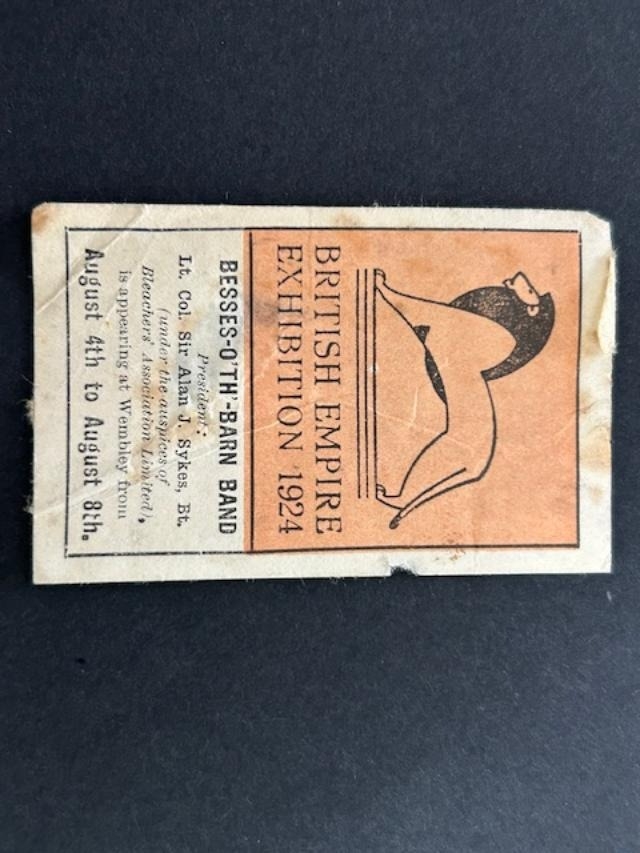 BRITISH EMPIRE
EXHIBITION 1924
BESSES-O'TH'-BARN BAND
President:
Lt. Col. Sir Alan J. Sykes, Bt.
(under the auspices of
Bleachers' Association Limited),
is appearing at Wembley from
August 4th to August 8th.